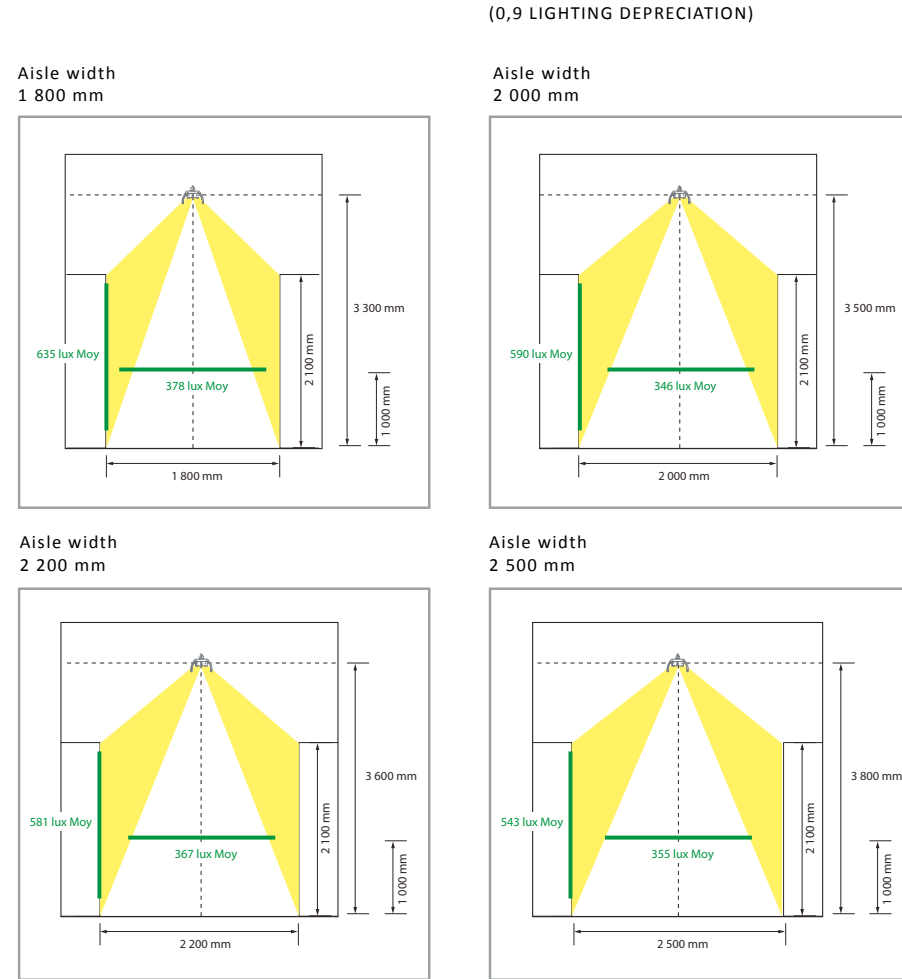 (0,9 LIGHTING DEPRECIATION)
Aisle width
1 800 mm
635 lux Moy
378 lux Moy
2 100 mm
3 300 mm
1 000 mm
1 800 mm
Aisle width
2 000 mm
590 lux Moy
346 lux Moy
2 100 mm
3 500 mm
1 000 mm
2 000 mm
Aisle width
2 200 mm
581 lux Moy
367 lux Moy
2 100 mm
3 600 mm
1 000 mm
2 200 mm
Aisle width
2 500 mm
543 lux Moy
355 lux Moy
2 100 mm
3 800 mm
1 000 mm
2 500 mm